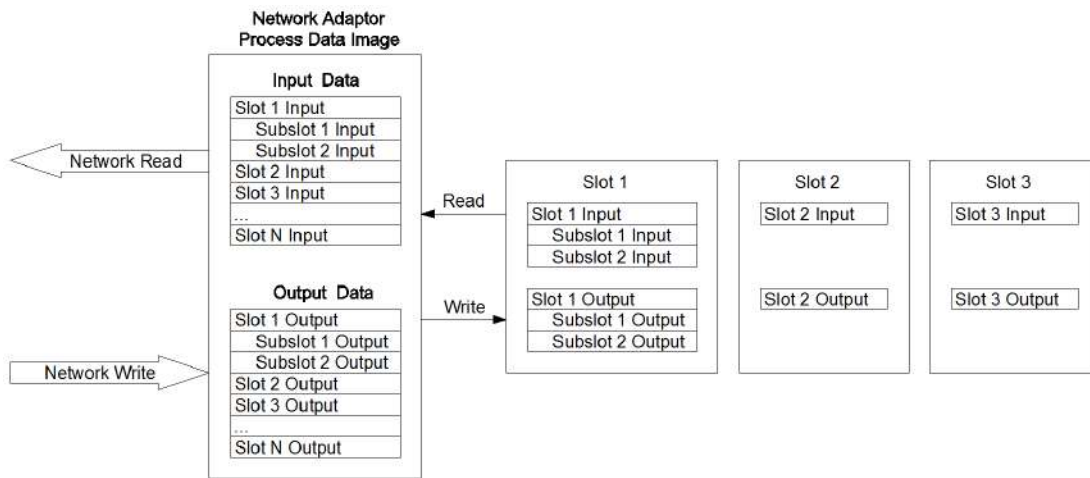 Network Adaptor
Process Data Image
Input Data
Slot 1 Input
Subslot 1 Input
Subslot 2 Input
Slot 2 Input
Slot 3 Input
...
Slot N Input
Output Data
Slot 1 Output
Subslot 1 Output
Subslot 2 Output
Slot 2 Output
Slot 3 Output
...
Slot N Output
Network Read
Network Write
Read
Write
Slot 1
Slot 1 Input
Subslot 1 Input
Subslot 2 Input
Slot 1 Output
Subslot 1 Output
Subslot 2 Output
Slot 2
Slot 2 Input
Slot 2 Output
Slot 3
Slot 3 Input
Slot 3 Output